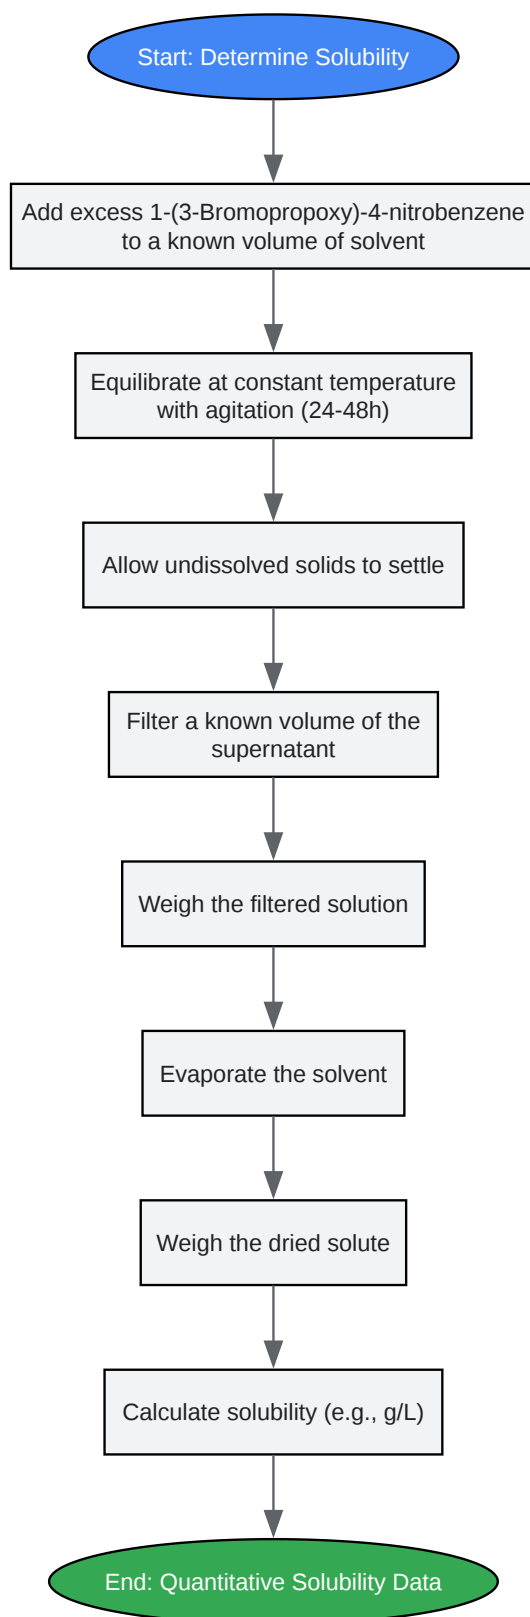 Start: Determine Solubility
Add excess 1-(3-Bromopropoxy)-4-nitrobenzene
to a known volume of solvent
Equilibrate at constant temperature
with agitation (24-48h)
Allow undissolved solids to settle
Filter a known volume of the
supernatant
Weigh the filtered solution
Evaporate the solvent
Weigh the dried solute
Calculate solubility (e.g., g/L)
End: Quantitative Solubility Data